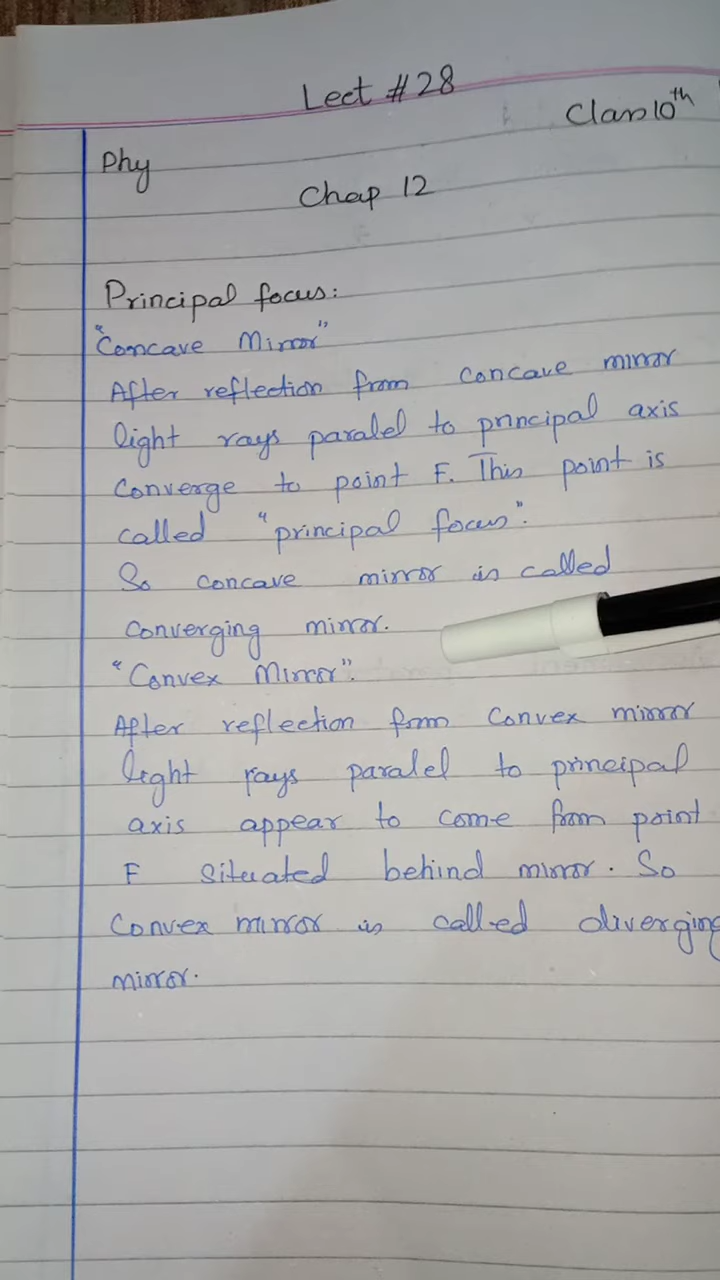 Lect #28
Class 10th
Phy
Chap 12
Principal focus:
"Concave Mirror"
After reflection from concave mirror
light rays paralel to principal axis
converge to point F. This point is
called "principal focus".
So concave mirror is called
converging mirror.
"Convex Mirror".
After reflection from convex mirror
light rays paralel to principal
axis appear to come from point
F situated behind mirror. So
Convex mirror is called diverging
mirror.